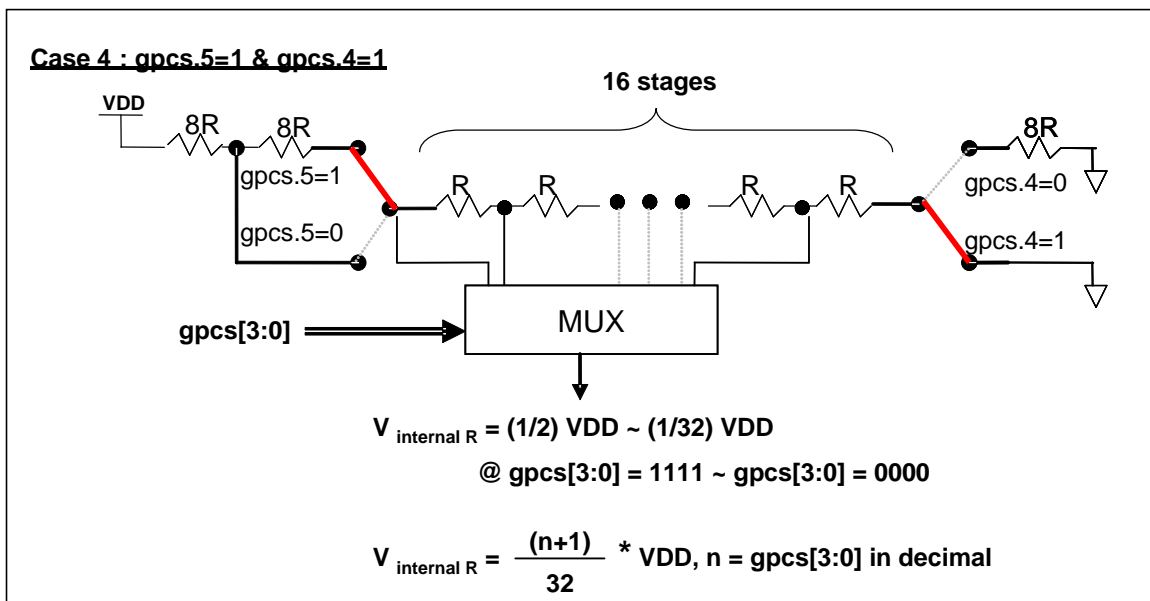 Case 4 : gpcs.5=1 & gpcs.4=1
16 stages
VDD
8R
8R
8R
gpcs.5=1
R
R
R
R
gpcs.4=0
gpcs.5=0
gpcs.4=1
MUX
gpcs[3:0]
V internal R = (1/2) VDD ~ (1/32) VDD
@ gpcs[3:0] = 1111 ~ gpcs[3:0] = 0000
(n+1)
V internal R = * VDD, n = gpcs[3:0] in decimal
32